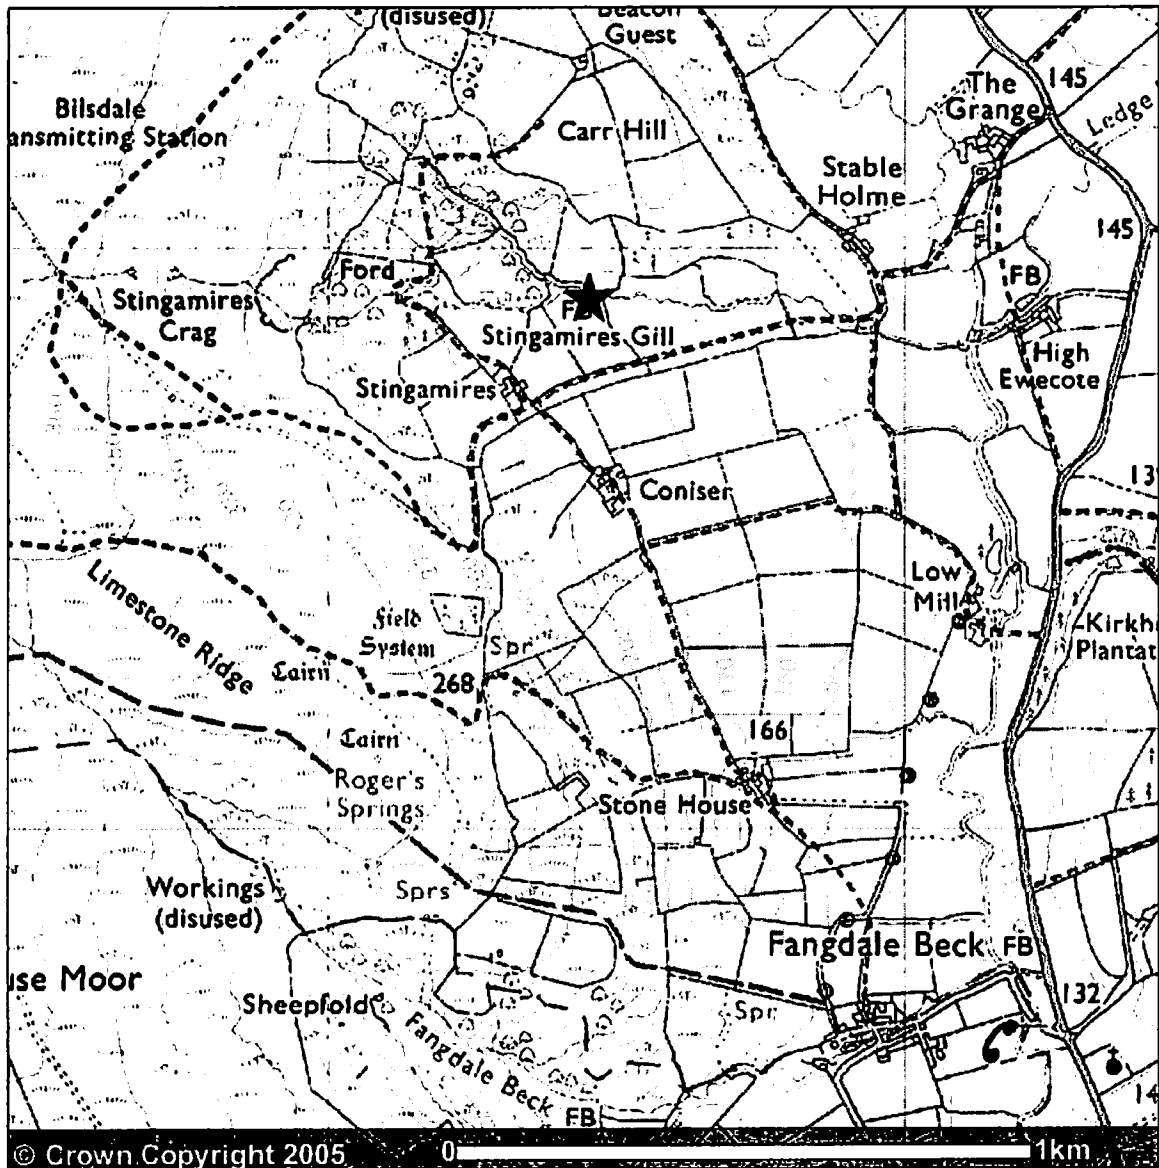 (disused)
Beacon
Guest
The
Grange
145
Bilsdale
ansmitting Station
Carr Hill
Ledge
Stable
Holme
145
Ford
FB
Stingamires
Crag
Stingamires Gill
High
Ewecote
Stingamires
Coniser
Low
Mill
Limestone Ridge
Field
System
Spr
Kirkh
Plantat
Cairn
268
Cairn
166
Roger's
Springs
Stone House
Workings
(disused)
Sprs
Fangdale Beck
FB
use Moor
Sheepfold
Spr
132
Fangdale Beck
FB
14
© Crown Copyright 2005
0
1km